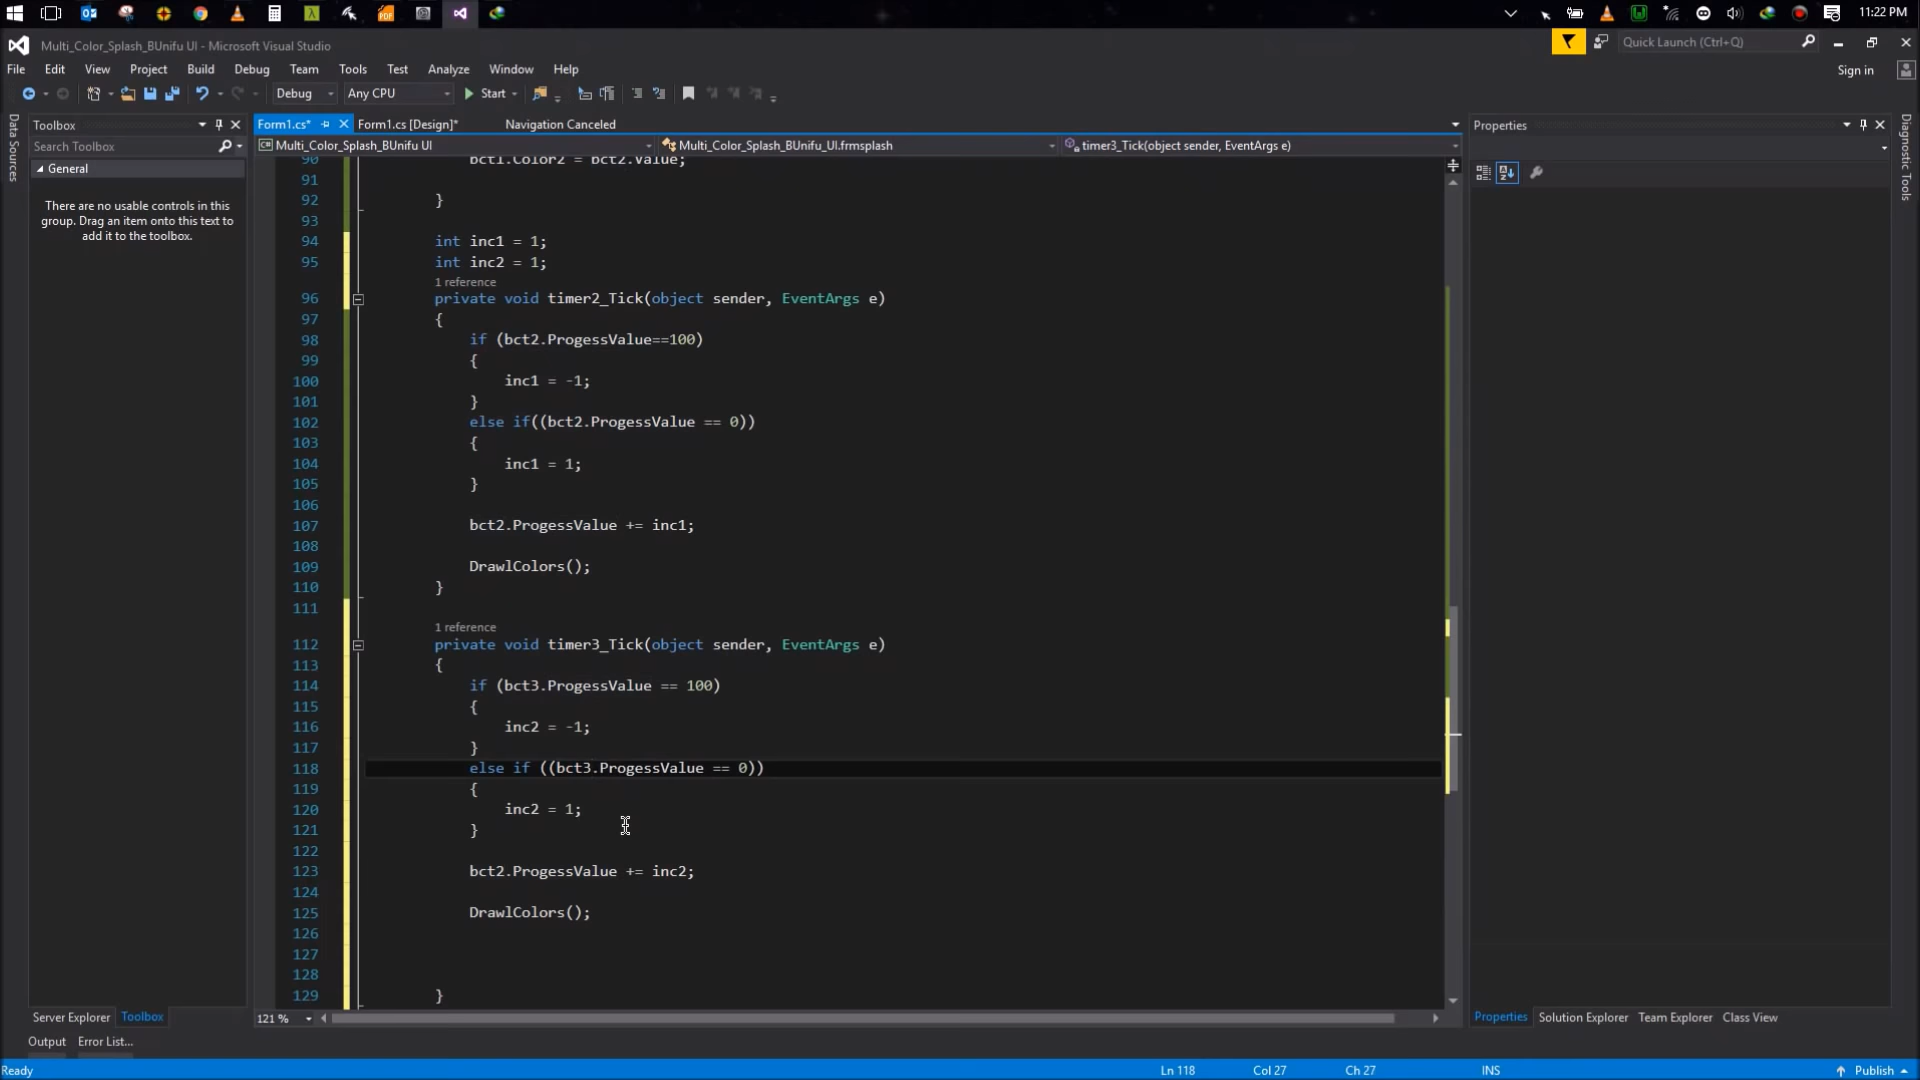 11:22 PM
Multi_Color_Splash_BUnifu UI - Microsoft Visual Studio
Quick Launch (Ctrl+Q)
File Edit View Project Build Debug Team Tools Test Analyze Window Help
Sign in
Debug Any CPU Start
Data Sources
Toolbox
Search Toolbox
General
There are no usable controls in this
group. Drag an item onto this text to
add it to the toolbox.
Form1.cs* Form1.cs [Design]* Navigation Canceled
Multi_Color_Splash_BUnifu UI Multi_Color_Splash_BUnifu_UI.frmsplash timer3_Tick(object sender, EventArgs e)
90 bct1.Color2 = bct2.Value;
91
92 }
93
94 int inc1 = 1;
95 int inc2 = 1;
1 reference
96 private void timer2_Tick(object sender, EventArgs e)
97 {
98 if (bct2.ProgessValue==100)
99 {
100 inc1 = -1;
101 }
102 else if((bct2.ProgessValue == 0))
103 {
104 inc1 = 1;
105 }
106
107 bct2.ProgessValue += inc1;
108
109 DrawlColors();
110 }
111
1 reference
112 private void timer3_Tick(object sender, EventArgs e)
113 {
114 if (bct3.ProgessValue == 100)
115 {
116 inc2 = -1;
117 }
118 else if ((bct3.ProgessValue == 0))
119 {
120 inc2 = 1;
121 }
122
123 bct2.ProgessValue += inc2;
124
125 DrawlColors();
126
127
128
129 }
121 %
Properties
Diagnostic Tools
Server Explorer Toolbox
Properties Solution Explorer Team Explorer Class View
Output Error List...
Ready Ln 118 Col 27 Ch 27 INS Publish